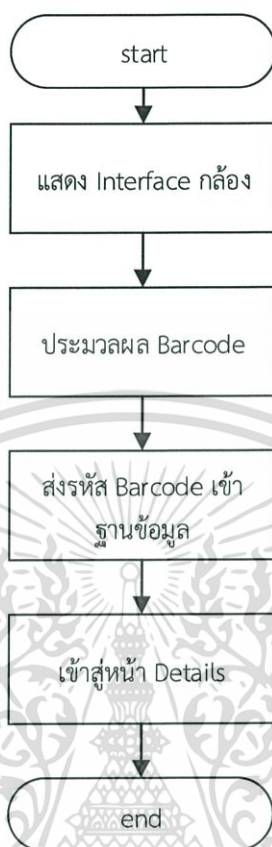 start
แสดง Interface กล้อง
ประมวลผล Barcode
ส่งรหัส Barcode เข้า
ฐานข้อมูล
เข้าสู่หน้า Details
end